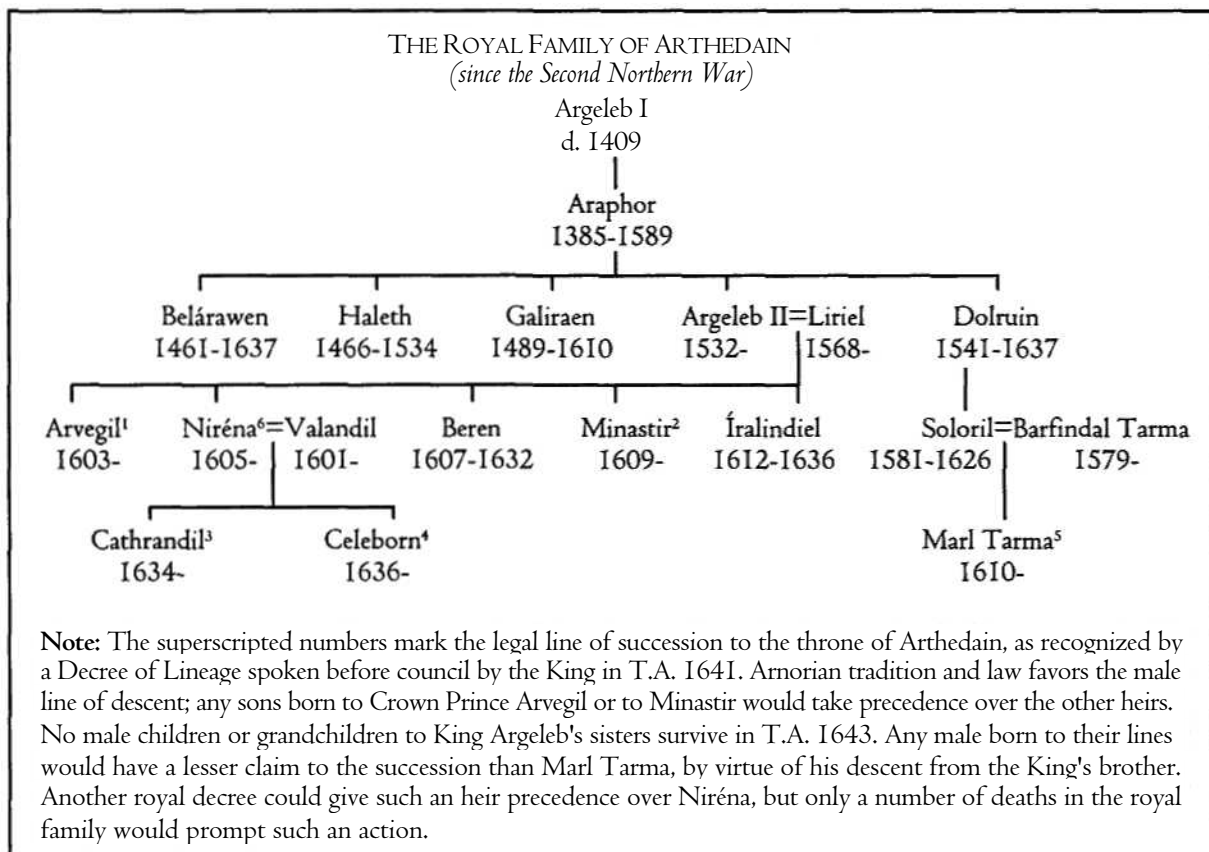 THE ROYAL FAMILY OF ARTHEDAIN
(since the Second Northern War)
Argeleb I
d. 1409
Araphor
1385-1589
Belárawen Haleth Galiraen Argeleb II=Liriel Dolruin
1461-1637 1466-1534 1489-1610 1532- 1568- 1541-1637
Arvegil¹ Niréna⁶=Valandil Beren Minastir² Íralindiel Soloril=Barfindal Tarma
1603- 1605- 1601- 1607-1632 1609- 1612-1636 1581-1626 1579-
Cathrandil³ Celeborn⁴ Marl Tarma⁵
1634- 1636- 1610-
Note: The superscripted numbers mark the legal line of succession to the throne of Arthedain, as recognized by
a Decree of Lineage spoken before council by the King in T.A. 1641. Arnorian tradition and law favors the male
line of descent; any sons born to Crown Prince Arvegil or to Minastir would take precedence over the other heirs.
No male children or grandchildren to King Argeleb's sisters survive in T.A. 1643. Any male born to their lines
would have a lesser claim to the succession than Marl Tarma, by virtue of his descent from the King's brother.
Another royal decree could give such an heir precedence over Niréna, but only a number of deaths in the royal
family would prompt such an action.